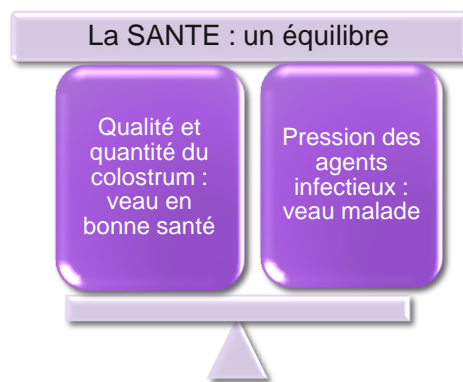 La SANTE : un équilibre
Qualité et
quantité du
colostrum :
veau en
bonne santé
Pression des
agents
infectieux :
veau malade